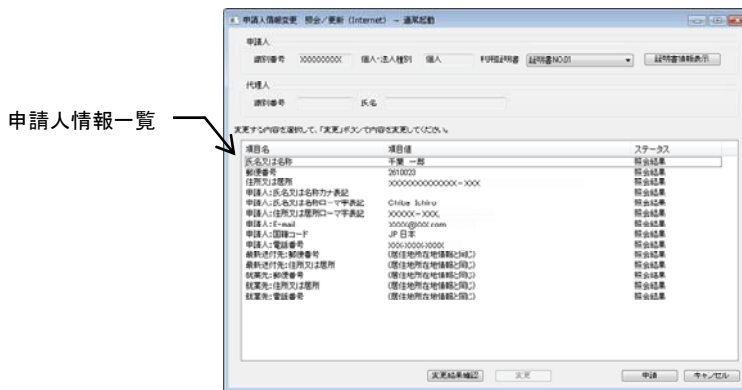 申請人情報変更 照会／更新 (Internet) － 通常起動
申請人
識別番号 XXXXXXXXX 個人・法人種別 個人 利用証明書 証明書NO.01 証明書情報表示
代理人
識別番号 氏名
申請人情報一覧
変更する内容を選択して、「変更」ボタンで内容を変更してください。
項目名 項目値 ステータス
氏名又は名称 千葉 一郎 照会結果
郵便番号 2610023 照会結果
住所又は居所 XXXXXXXXXXXXX－XXX 照会結果
申請人：氏名又は名称カナ表記 照会結果
申請人：氏名又は名称ローマ字表記 Chiba Ichiro 照会結果
申請人：住所又は居所ローマ字表記 XXXXX－XXX, 照会結果
申請人：E-mail XXXX@XXX.com 照会結果
申請人：国籍コード JP 日本 照会結果
申請人：電話番号 XXX-XXXX-XXXX 照会結果
最新送付先：郵便番号 (居住地所在地情報と同じ) 照会結果
最新送付先：住所又は居所 (居住地所在地情報と同じ) 照会結果
就業先：郵便番号 (居住地所在地情報と同じ) 照会結果
就業先：住所又は居所 (居住地所在地情報と同じ) 照会結果
就業先：電話番号 (居住地所在地情報と同じ) 照会結果
変更結果確認 変更 申請 キャンセル